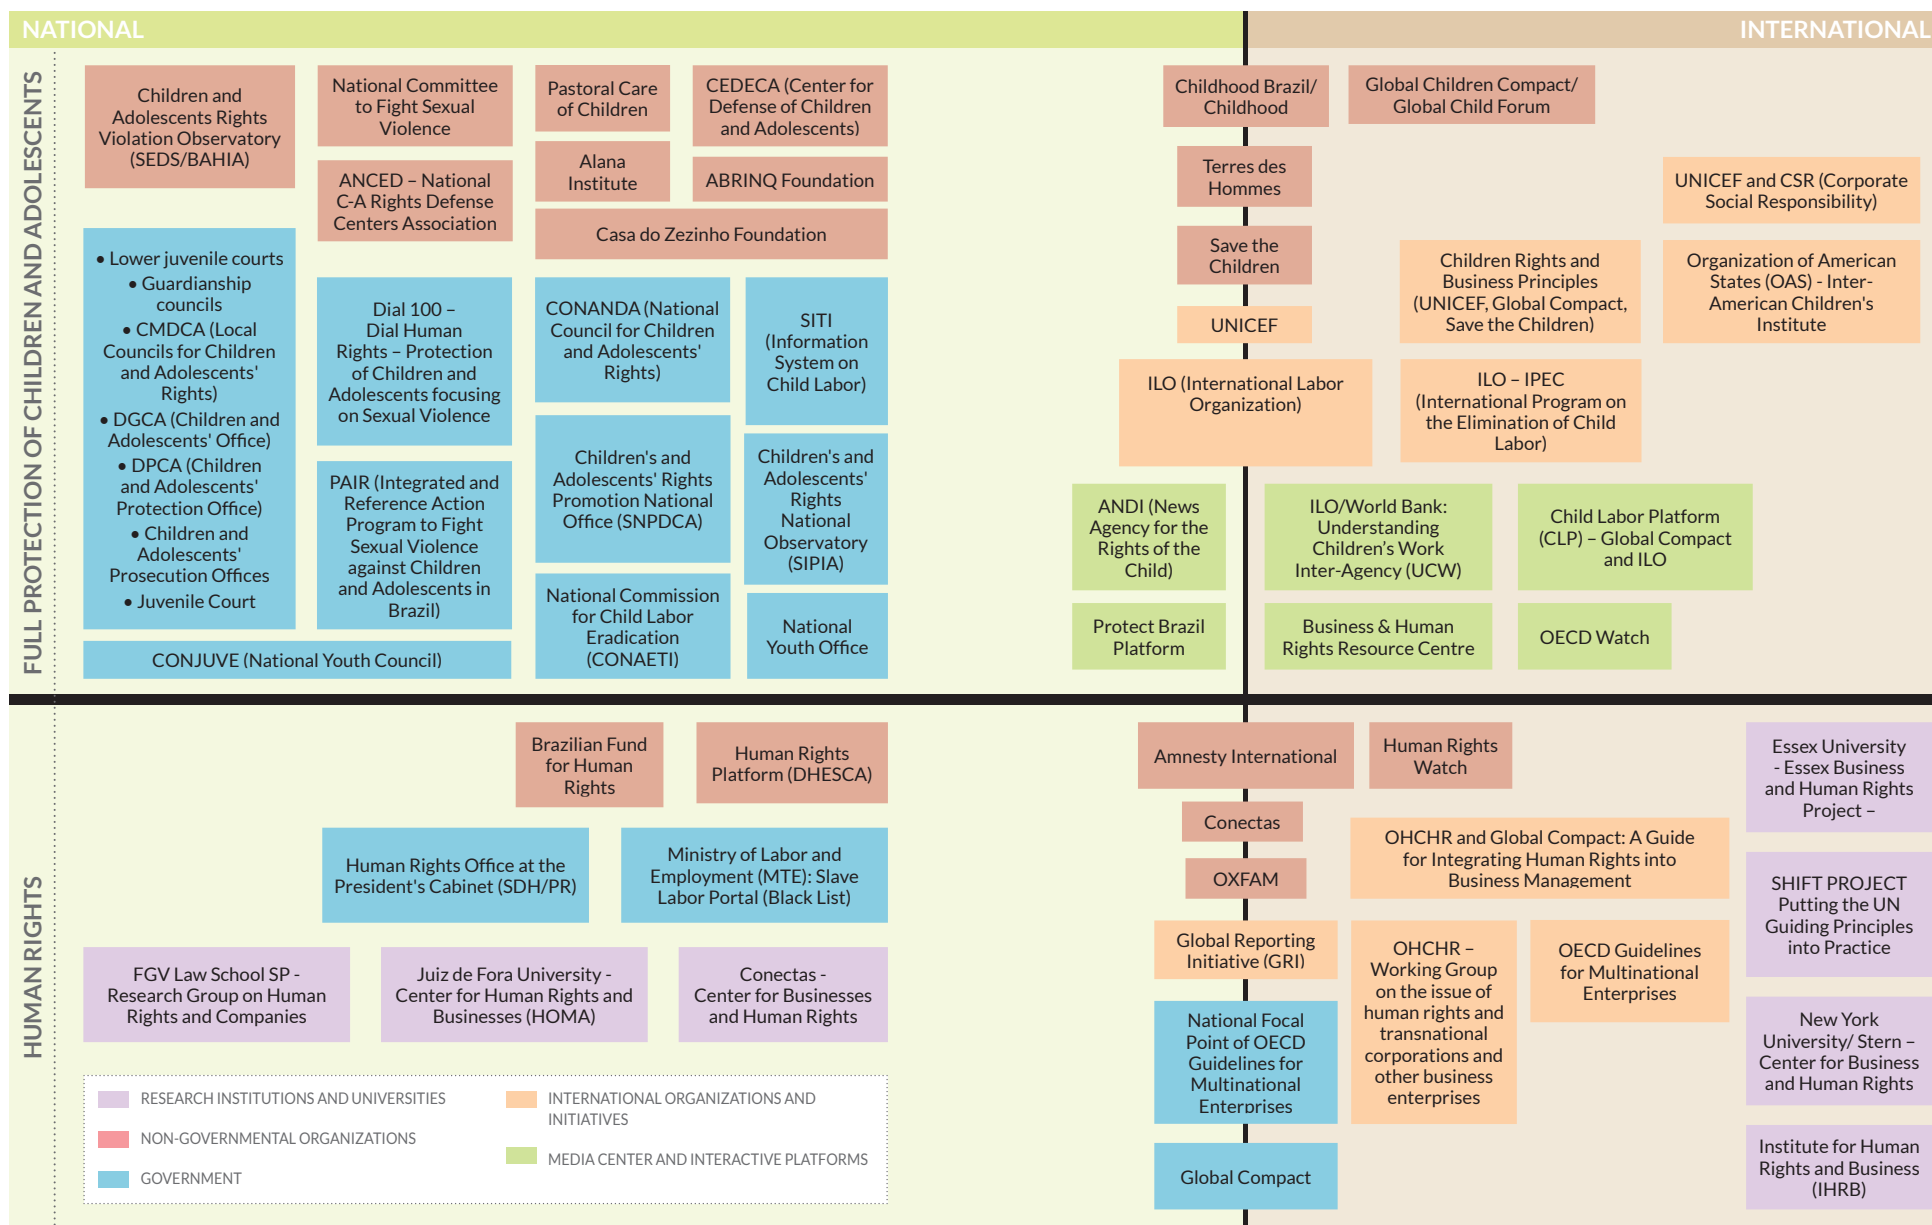 NATIONAL
INTERNATIONAL
FULL PROTECTION OF CHILDREN AND ADOLESCENTS
Children and
Adolescents Rights
Violation Observatory
(SEDS/BAHIA)
National Committee
to Fight Sexual
Violence
Pastoral Care
of Children
CEDECA (Center for
Defense of Children
and Adolescents)
ANCED – National
C-A Rights Defense
Centers Association
Alana
Institute
ABRINQ Foundation
Casa do Zezinho Foundation
• Lower juvenile courts
• Guardianship
councils
• CMDCA (Local
Councils for Children
and Adolescents'
Rights)
• DGCA (Children and
Adolescents' Office)
• DPCA (Children
and Adolescents'
Protection Office)
• Children and
Adolescents'
Prosecution Offices
• Juvenile Court
Dial 100 –
Dial Human
Rights – Protection
of Children and
Adolescents focusing
on Sexual Violence
PAIR (Integrated and
Reference Action
Program to Fight
Sexual Violence
against Children
and Adolescents in
Brazil)
CONJUVE (National Youth Council)
CONANDA (National
Council for Children
and Adolescents'
Rights)
SITI
(Information
System on
Child Labor)
Children's and
Adolescents' Rights
Promotion National
Office (SNPDCA)
Children's and
Adolescents'
Rights
National
Observatory
(SIPIA)
National Commission
for Child Labor
Eradication
(CONAETI)
National
Youth Office
Childhood Brazil/
Childhood
Global Children Compact/
Global Child Forum
Terres des
Hommes
UNICEF and CSR (Corporate
Social Responsibility)
Save the
Children
Children Rights and
Business Principles
(UNICEF, Global Compact,
Save the Children)
Organization of American
States (OAS) - Inter-
American Children's
Institute
UNICEF
ILO (International Labor
Organization)
ILO – IPEC
(International Program on
the Elimination of Child
Labor)
ANDI (News
Agency for the
Rights of the
Child)
ILO/World Bank:
Understanding
Children’s Work
Inter-Agency (UCW)
Child Labor Platform
(CLP) – Global Compact
and ILO
Protect Brazil
Platform
Business & Human
Rights Resource Centre
OECD Watch
HUMAN RIGHTS
Brazilian Fund
for Human
Rights
Human Rights
Platform (DHESCA)
Human Rights Office at the
President's Cabinet (SDH/PR)
Ministry of Labor and
Employment (MTE): Slave
Labor Portal (Black List)
FGV Law School SP -
Research Group on Human
Rights and Companies
Juiz de Fora University -
Center for Human Rights and
Businesses (HOMA)
Conectas -
Center for Businesses
and Human Rights
Amnesty International
Human Rights
Watch
Essex University
- Essex Business
and Human Rights
Project –
Conectas
OHCHR and Global Compact: A Guide
for Integrating Human Rights into
Business Management
OXFAM
SHIFT PROJECT
Putting the UN
Guiding Principles
into Practice
Global Reporting
Initiative (GRI)
OHCHR –
Working Group
on the issue of
human rights and
transnational
corporations and
other business
enterprises
OECD Guidelines
for Multinational
Enterprises
National Focal
Point of OECD
Guidelines for
Multinational
Enterprises
New York
University/ Stern –
Center for Business
and Human Rights
Global Compact
Institute for Human
Rights and Business
(IHRB)
RESEARCH INSTITUTIONS AND UNIVERSITIES
NON-GOVERNMENTAL ORGANIZATIONS
GOVERNMENT
INTERNATIONAL ORGANIZATIONS AND
INITIATIVES
MEDIA CENTER AND INTERACTIVE PLATFORMS